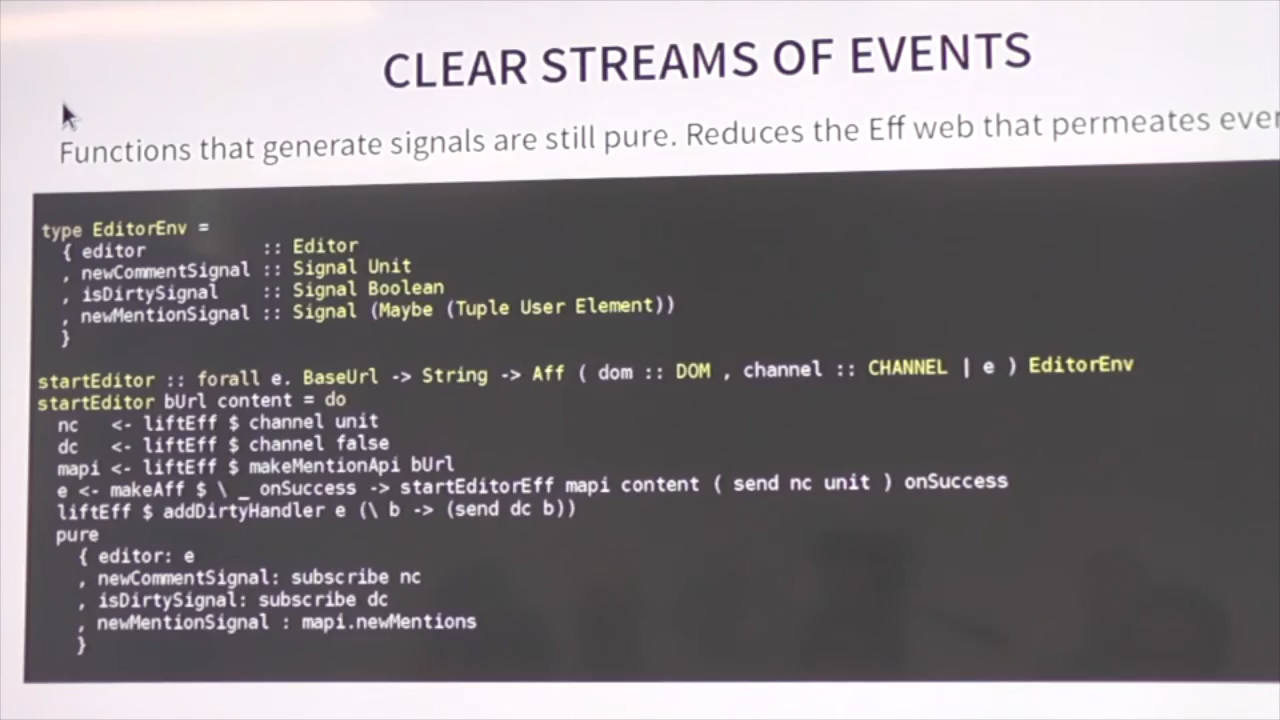 CLEAR STREAMS OF EVENTS
Functions that generate signals are still pure. Reduces the Eff web that permeates
type EditorEnv =
{ editor :: Editor
, newCommentSignal :: Signal Unit
, isDirtySignal :: Signal Boolean
, newMentionSignal :: Signal (Maybe (Tuple User Element))
}
startEditor :: forall e. BaseUrl -> String -> Aff ( dom :: DOM , channel :: CHANNEL | e ) EditorEnv
startEditor bUrl content = do
nc <- liftEff $ channel unit
dc <- liftEff $ channel false
mapi <- liftEff $ makeMentionApi bUrl
e <- makeAff $ \ _ onSuccess -> startEditorEff mapi content ( send nc unit ) onSuccess
liftEff $ addDirtyHandler e (\ b -> (send dc b))
pure
{ editor: e
, newCommentSignal: subscribe nc
, isDirtySignal: subscribe dc
, newMentionSignal : mapi.newMentions
}